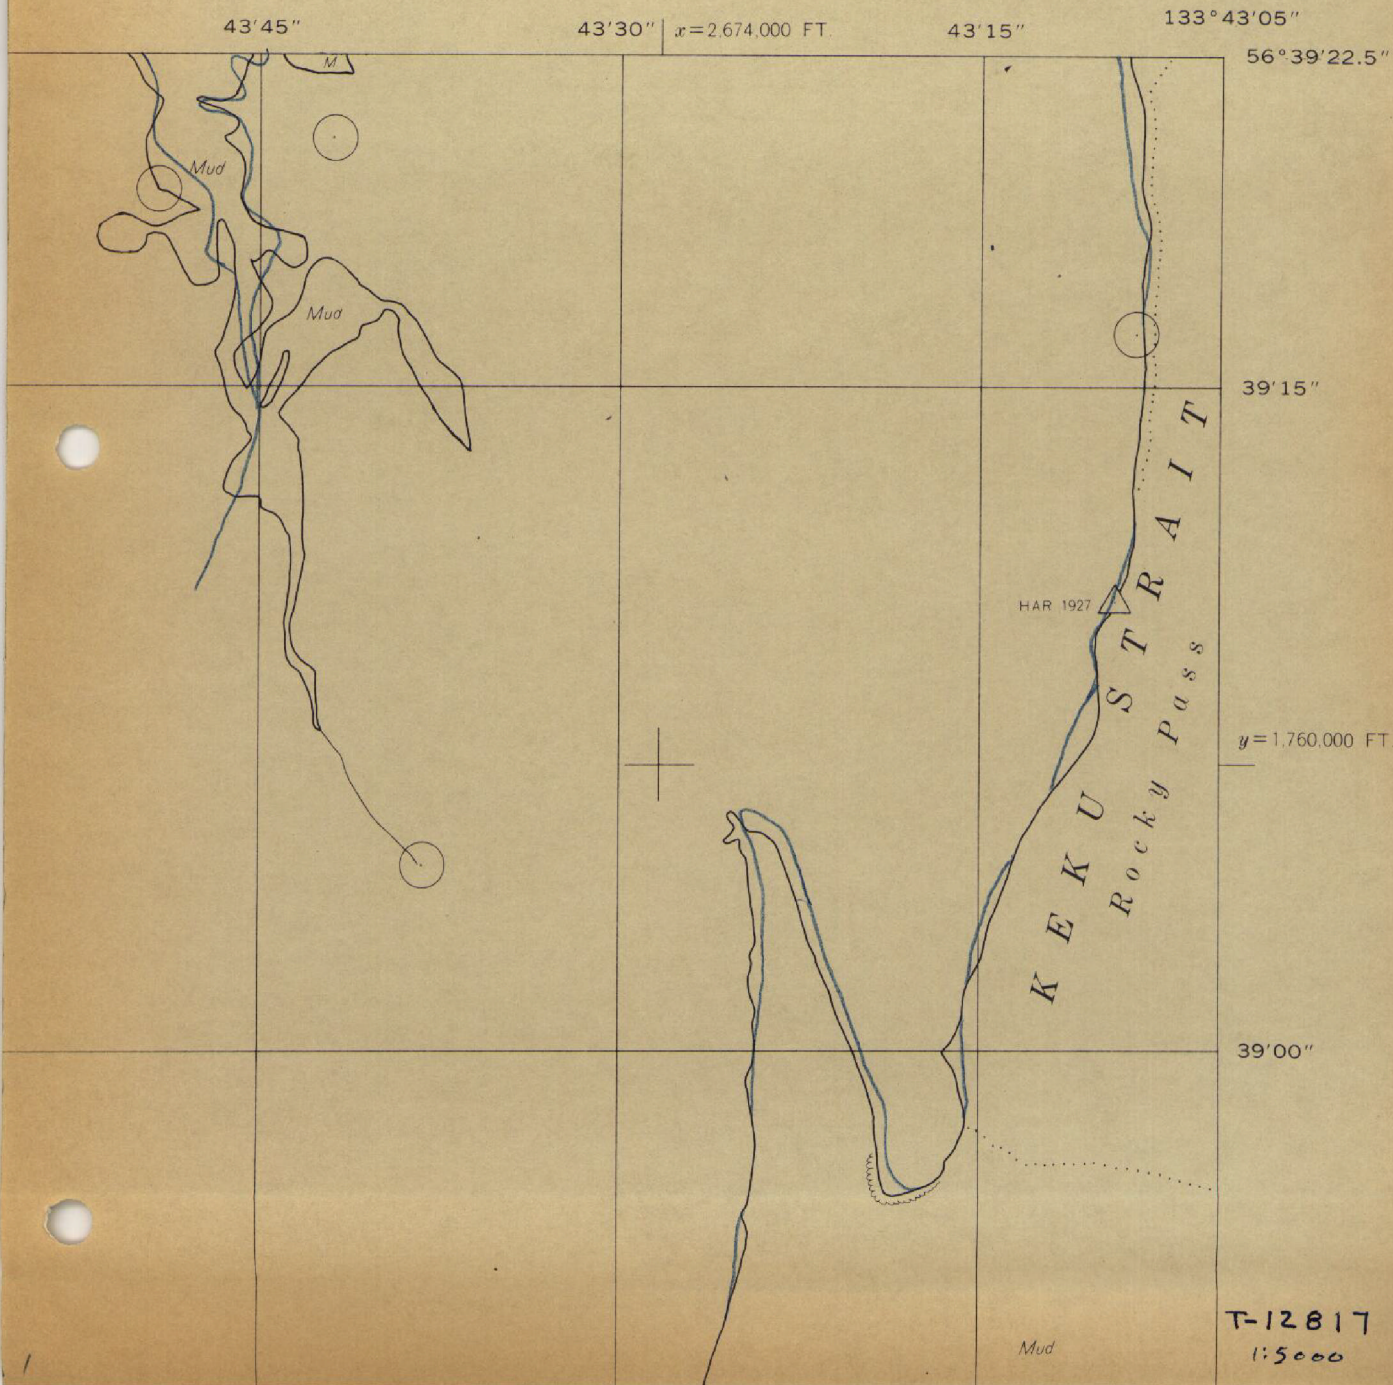 133°43'05"
43'45"
43'30"
x=2,674,000 FT.
43'15"
56°39'22.5"
M
Mud
Mud
39'15"
HAR 1927
KEKU STRAIT
Rocky Pass
y=1,760,000 FT
39'00"
T-12817
Mud
1:5000